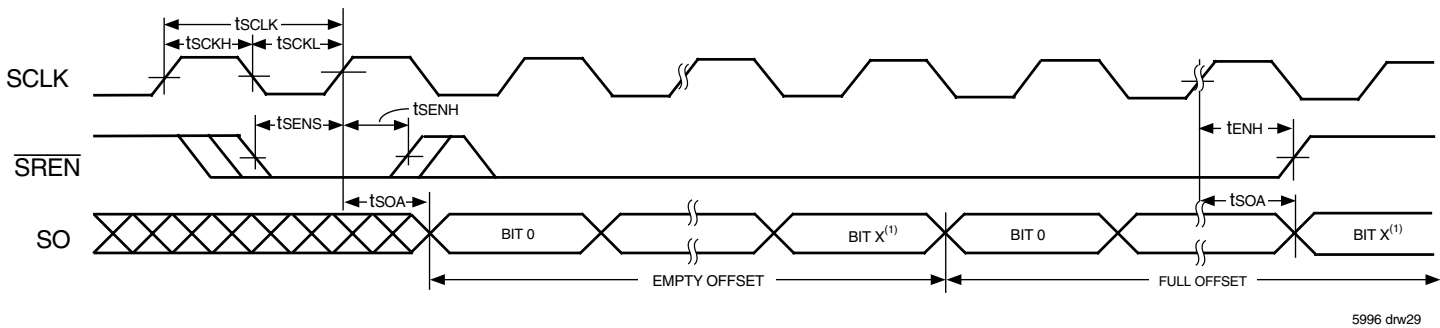 tSCLK
tSCKH tSCKL
SCLK
tSENH
tSENS tENH
SREN
tSOA tSOA
SO BIT 0 BIT X(1) BIT 0 BIT X(1)
EMPTY OFFSET FULL OFFSET
5996 drw29